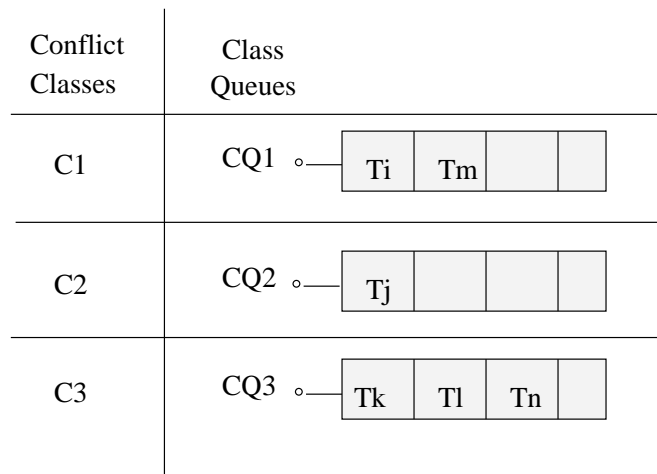 Conflict Classes
Class Queues
C1
CQ1
Ti Tm
C2
CQ2
Tj
C3
CQ3
Tk Tl Tn